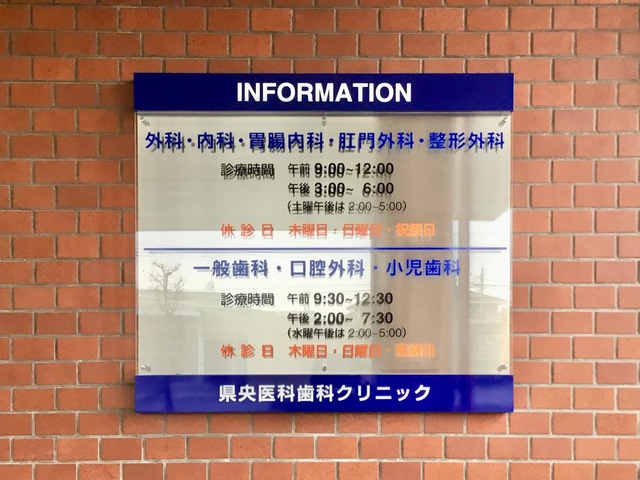 INFORMATION
外科・内科・胃腸内科・肛門外科・整形外科
診療時間 午前 9:00~12:00
午後 3:00~ 6:00
(土曜午後は 2:00~5:00)
休診日 木曜日・日曜日・祝祭日
一般歯科・口腔外科・小児歯科
診療時間 午前 9:30~12:30
午後 2:00~ 7:30
(水曜午後は 2:00~5:00)
休診日 木曜日・日曜日・祝祭日
県央医科歯科クリニック